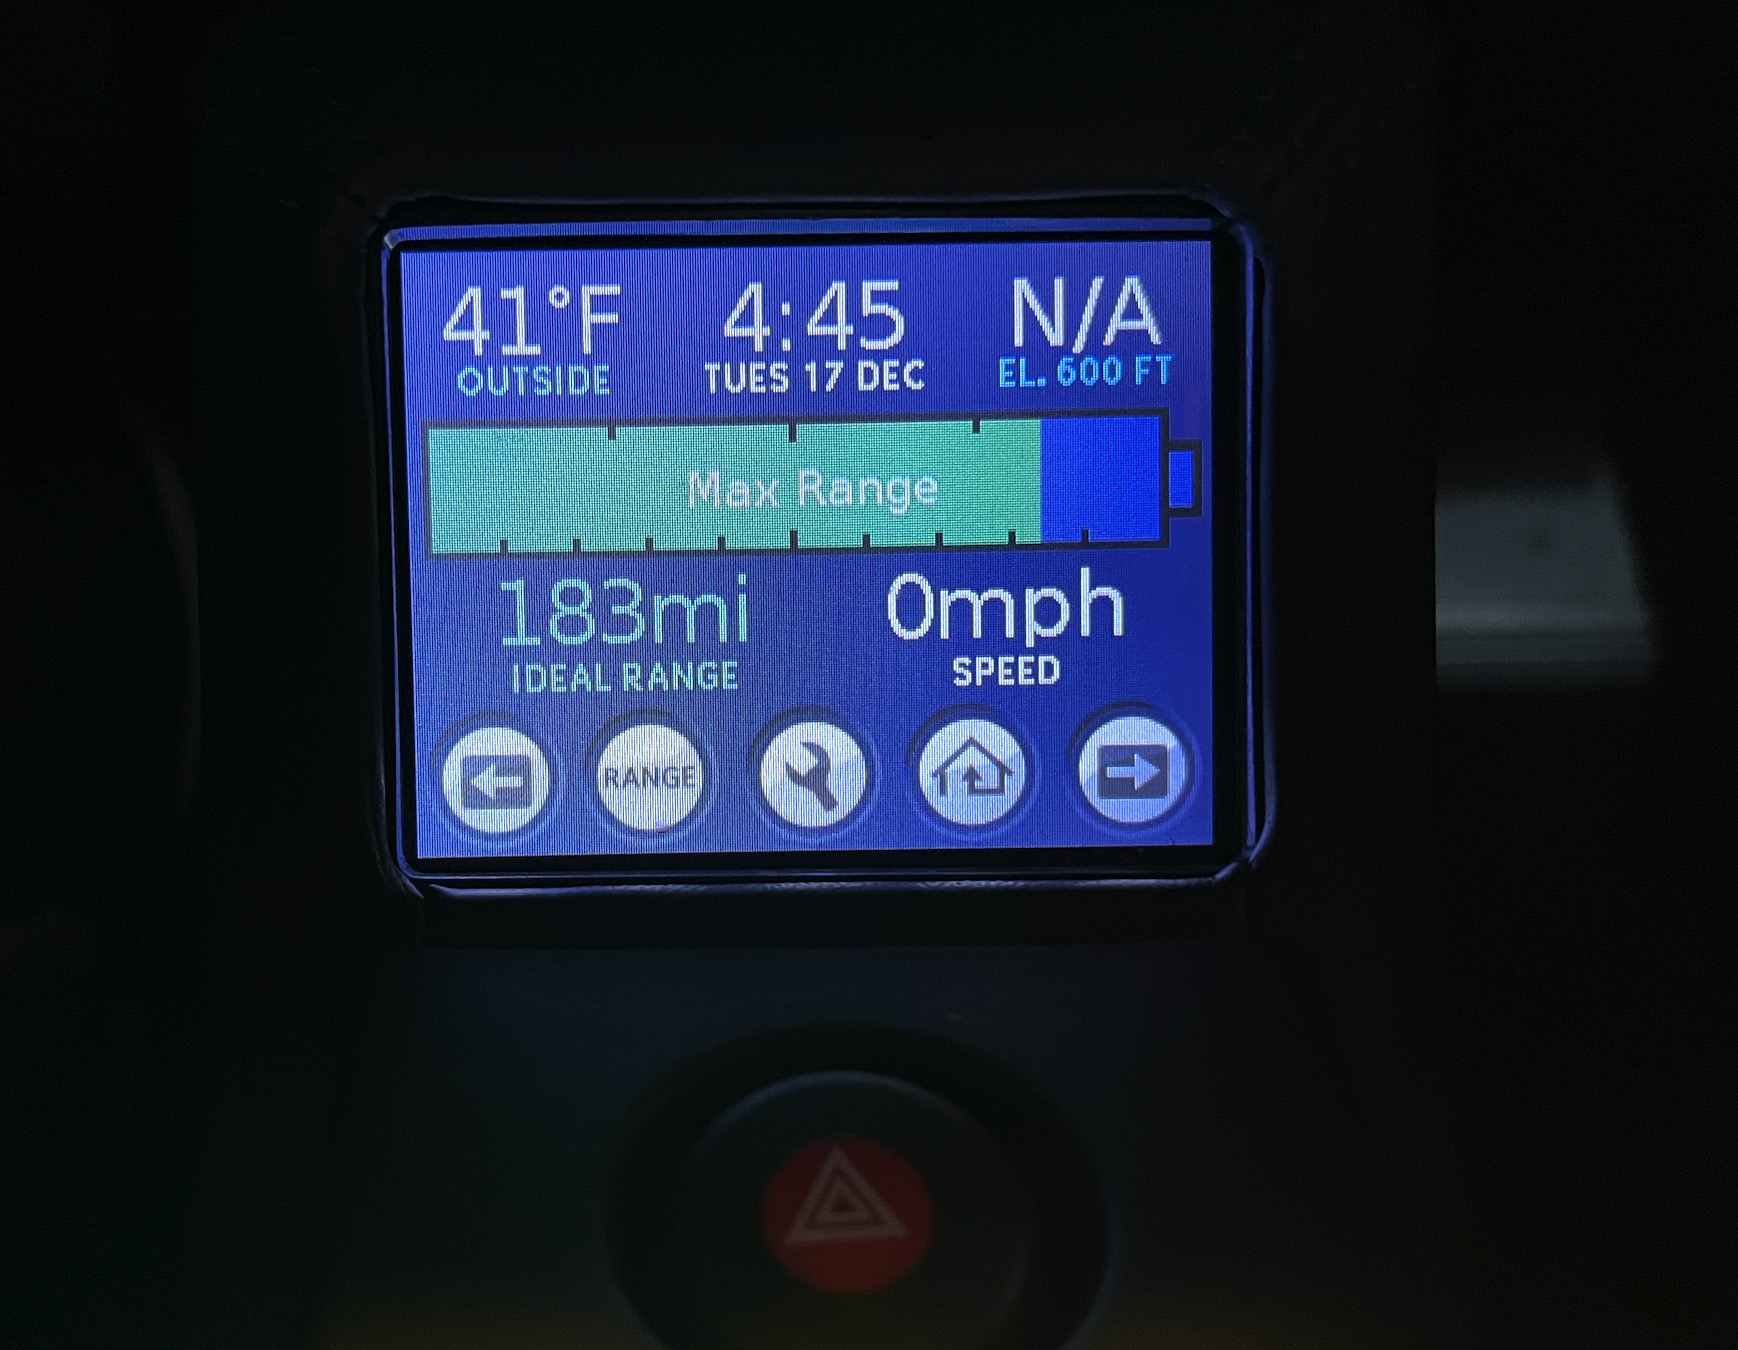 41°F 4:45 N/A
OUTSIDE TUES 17 DEC EL. 600 FT
Max Range
183mi 0mph
IDEAL RANGE SPEED
RANGE